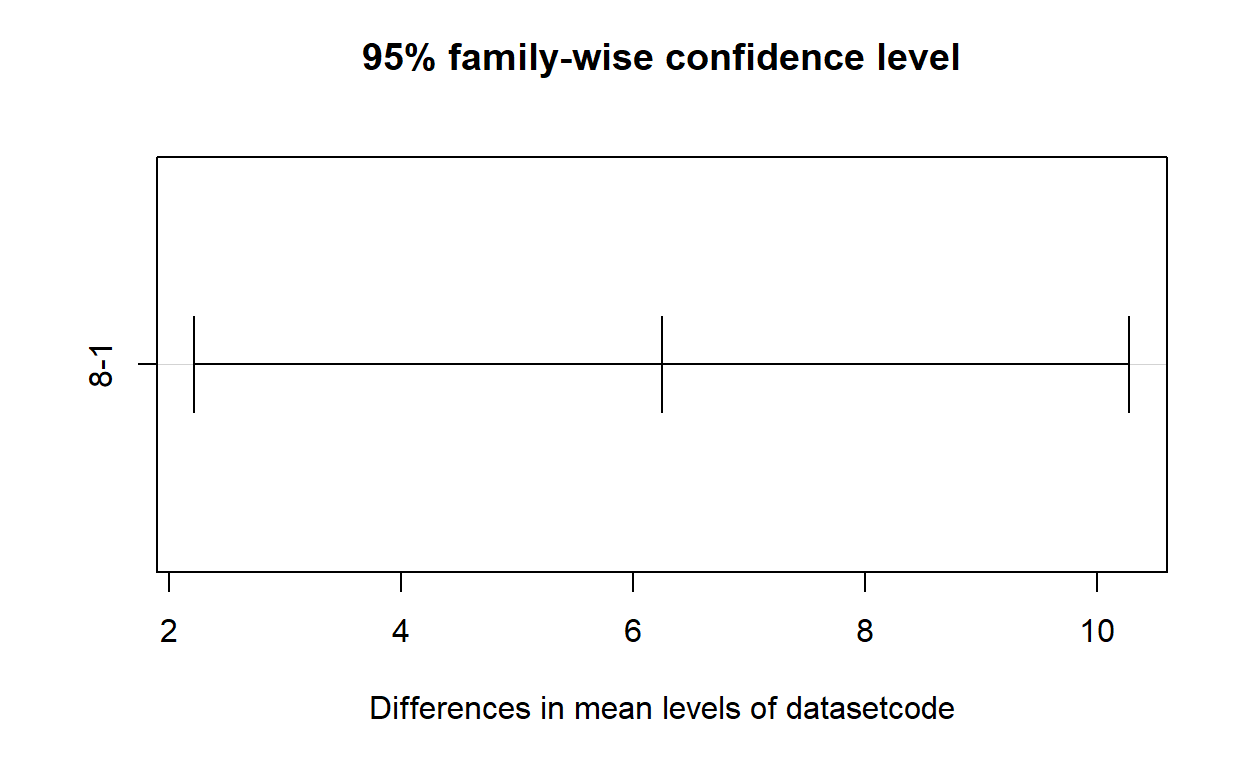 95% family-wise confidence level
8-1
2 4 6 8 10
Differences in mean levels of datasetcode